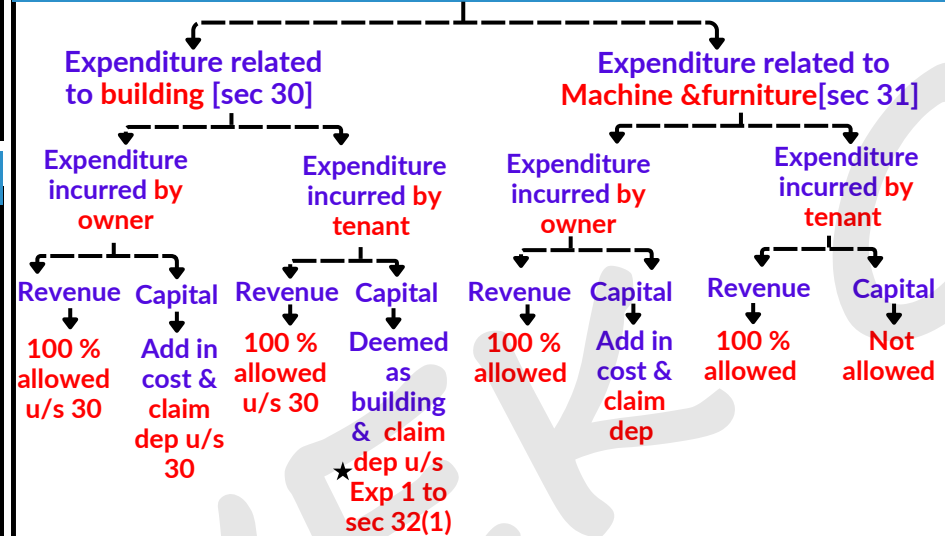 Expenditure related
to building [sec 30]
Expenditure related to
Machine &furniture[sec 31]
Expenditure
incurred by
owner
Expenditure
incurred by
tenant
Expenditure
incurred by
owner
Expenditure
incurred by
tenant
Revenue
Capital
Revenue
Capital
Revenue
Capital
Revenue
Capital
100 %
allowed
u/s 30
Add in
cost &
claim
dep u/s
30
100 %
allowed
u/s 30
Deemed
as
building
& claim
dep u/s
Exp 1 to
sec 32(1)
100 %
allowed
Add in
cost &
claim
dep
100 %
allowed
Not
allowed